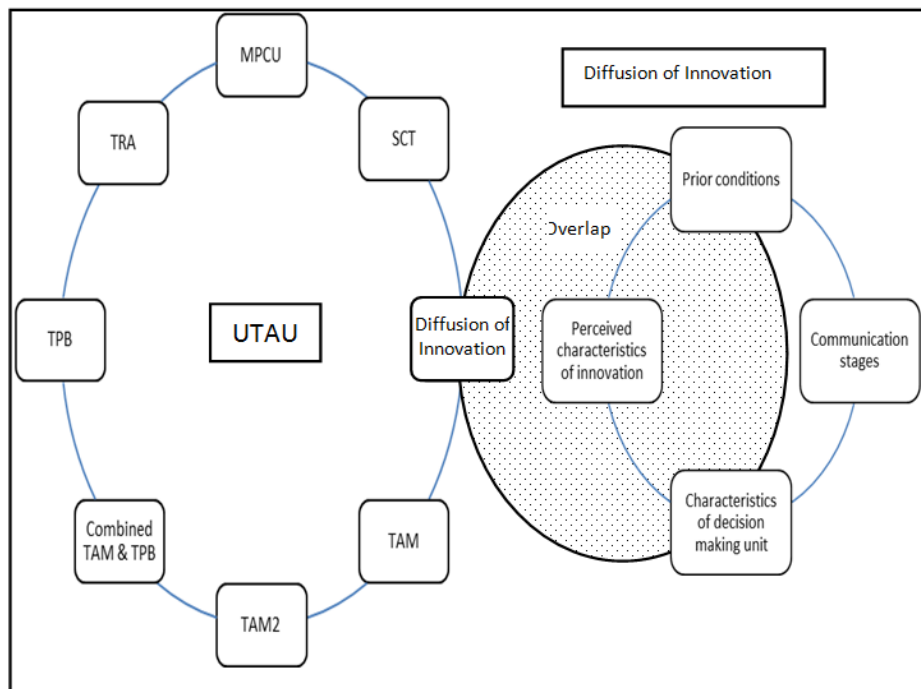 MPCU
Diffusion of Innovation
TRA
SCT
Prior conditions
Overlap
TPB
UTAU
Diffusion of
Innovation
Perceived
characteristics
of innovation
Communication
stages
Combined
TAM & TPB
TAM
Characteristics
of decision
making unit
TAM2